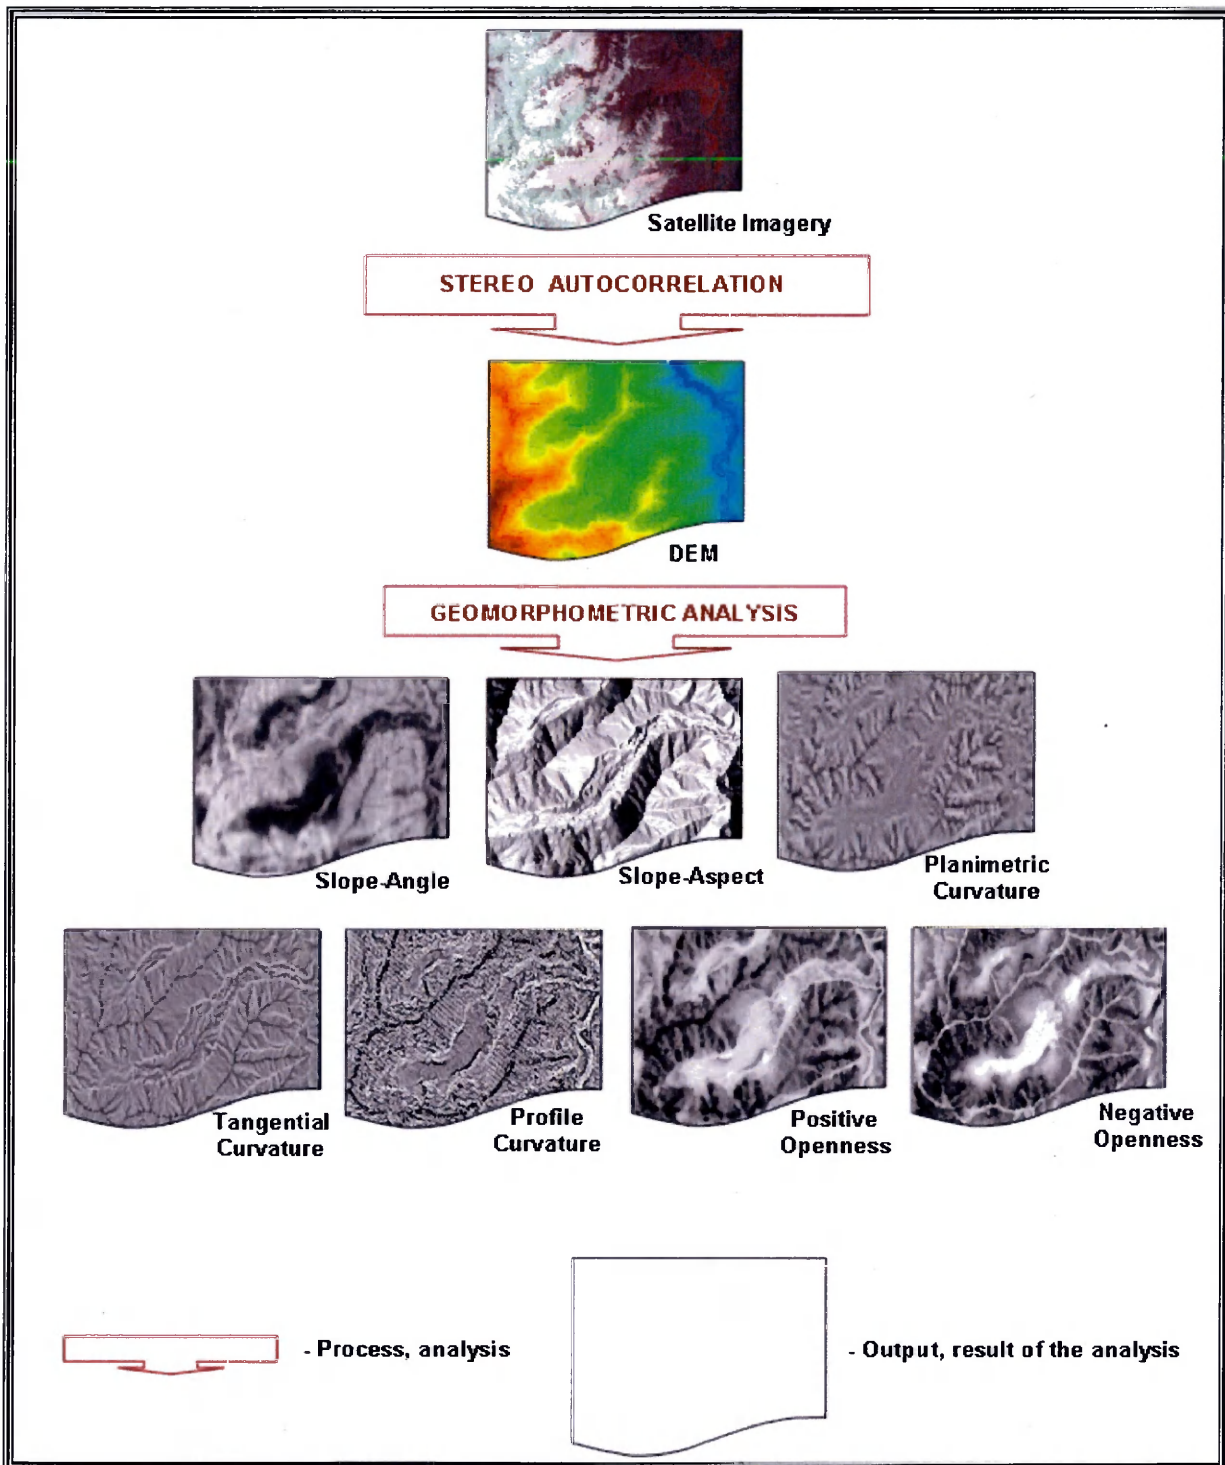 Satellite Imagery
STEREO AUTOCORRELATION
DEM
GEOMORPHOMETRIC ANALYSIS
Slope-Angle
Slope-Aspect
Planimetric
Curvature
Tangential
Curvature
Profile
Curvature
Positive
Openness
Negative
Openness
- Process, analysis
- Output, result of the analysis